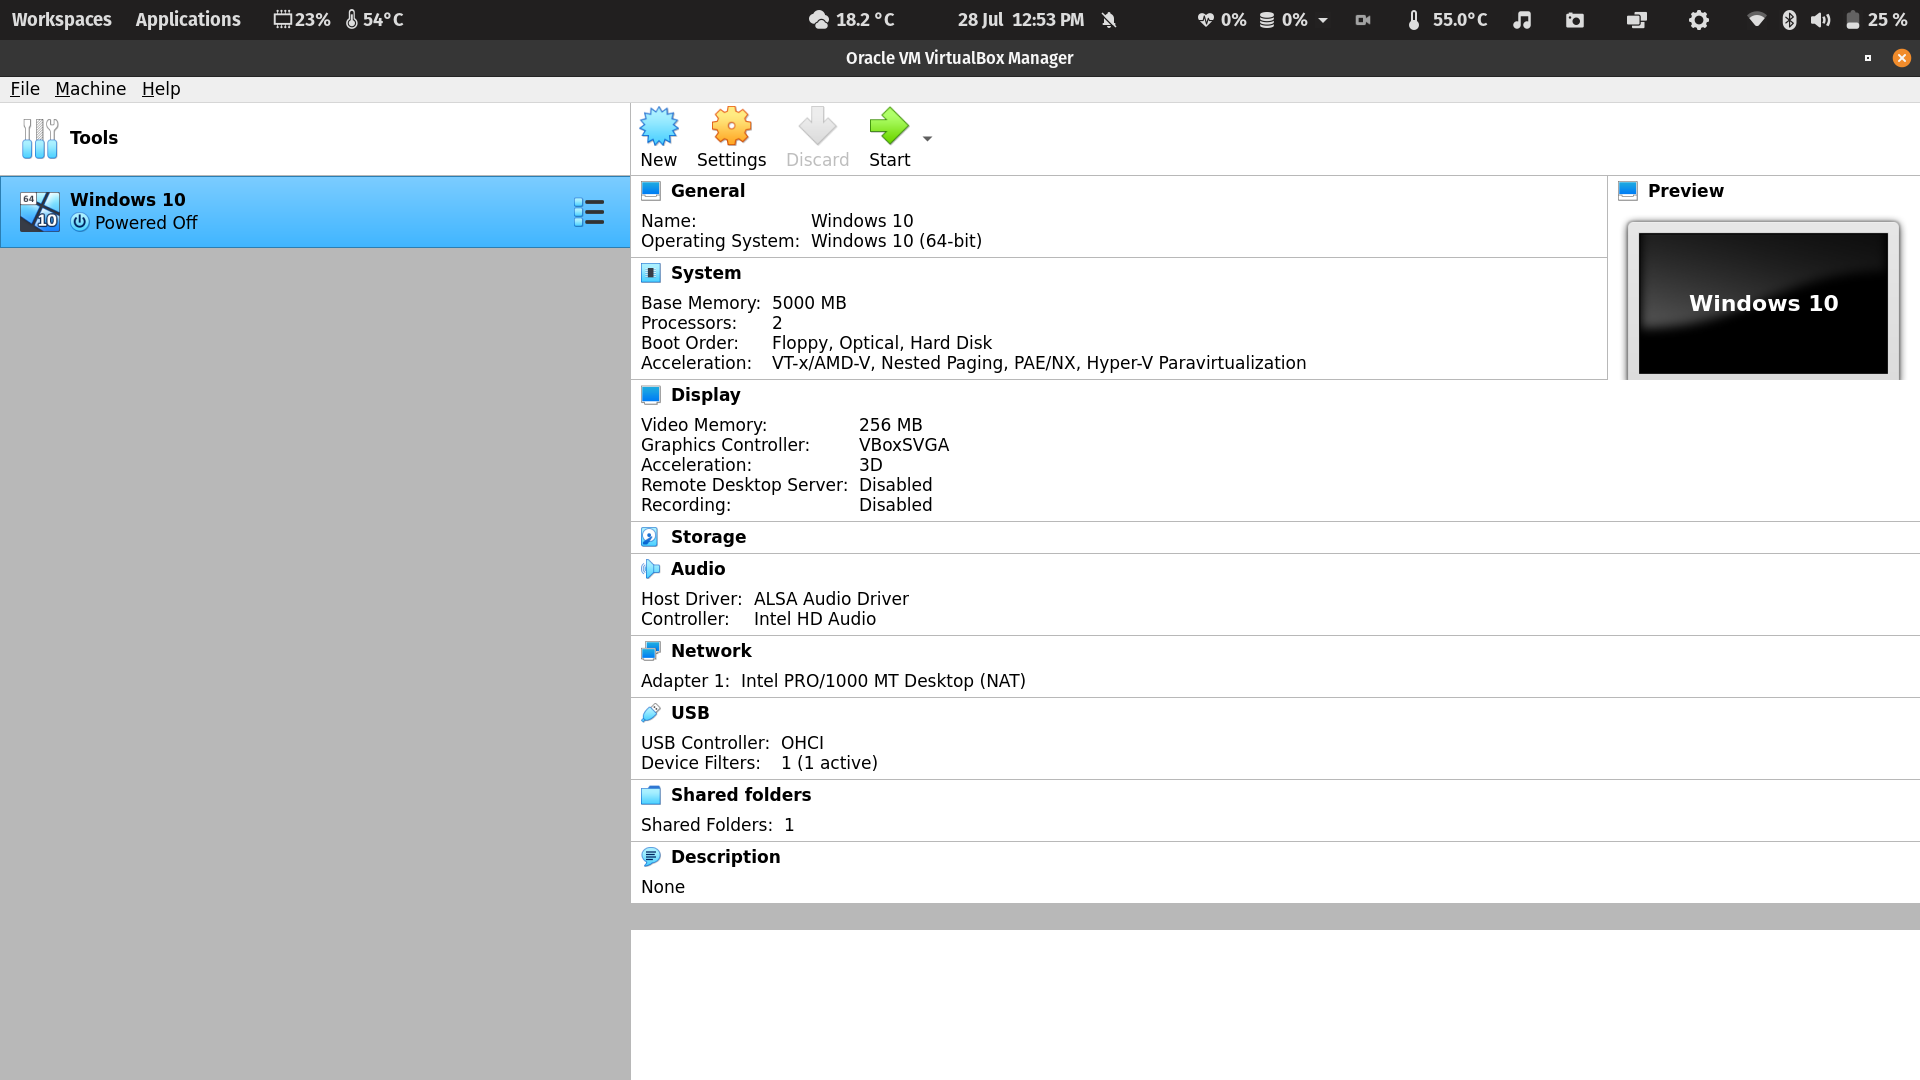 Workspaces Applications 23% 54°C 18.2 °C 28 Jul 12:53 PM 0% 0% 55.0°C 25 %
Oracle VM VirtualBox Manager
File Machine Help
Tools
New Settings Discard Start
64
10
Windows 10
Powered Off
General
Name: Windows 10
Operating System: Windows 10 (64-bit)
Preview
Windows 10
System
Base Memory: 5000 MB
Processors: 2
Boot Order: Floppy, Optical, Hard Disk
Acceleration: VT-x/AMD-V, Nested Paging, PAE/NX, Hyper-V Paravirtualization
Display
Video Memory: 256 MB
Graphics Controller: VBoxSVGA
Acceleration: 3D
Remote Desktop Server: Disabled
Recording: Disabled
Storage
Audio
Host Driver: ALSA Audio Driver
Controller: Intel HD Audio
Network
Adapter 1: Intel PRO/1000 MT Desktop (NAT)
USB
USB Controller: OHCI
Device Filters: 1 (1 active)
Shared folders
Shared Folders: 1
Description
None